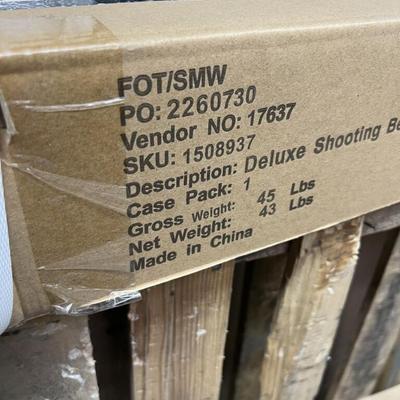 FOT/SMW
PO: 2260730
Vendor NO: 17637
SKU: 1508937
Description: Deluxe Shooting Be
Case Pack: 1
Gross Weight: 45 Lbs
Net Weight: 43 Lbs
Made in China